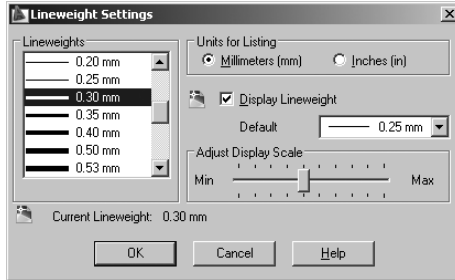 Lineweight Settings
Lineweights
0.20 mm
0.25 mm
0.30 mm
0.35 mm
0.40 mm
0.50 mm
0.53 mm
Units for Listing
Millimeters (mm) Inches (in)
Display Lineweight
Default 0.25 mm
Adjust Display Scale
Min Max
Current Lineweight: 0.30 mm
OK Cancel Help